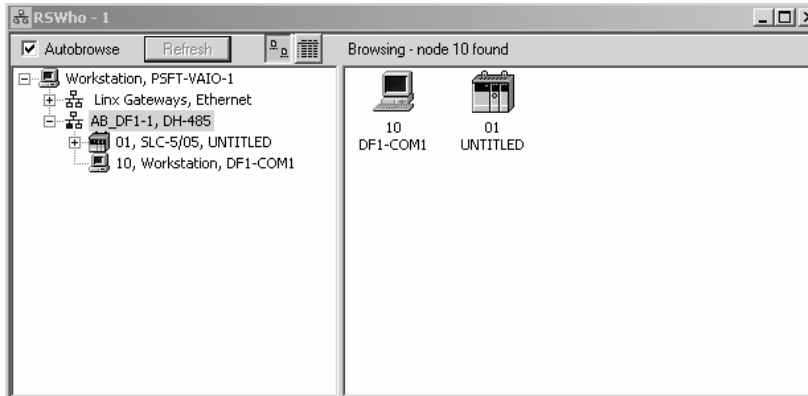 RSWho - 1
Autobrowse
Refresh
Browsing - node 10 found
Workstation, PSFT-VAIO-1
Linx Gateways, Ethernet
AB_DF1-1, DH-485
01, SLC-5/05, UNTITLED
10, Workstation, DF1-COM1
10
DF1-COM1
01
UNTITLED